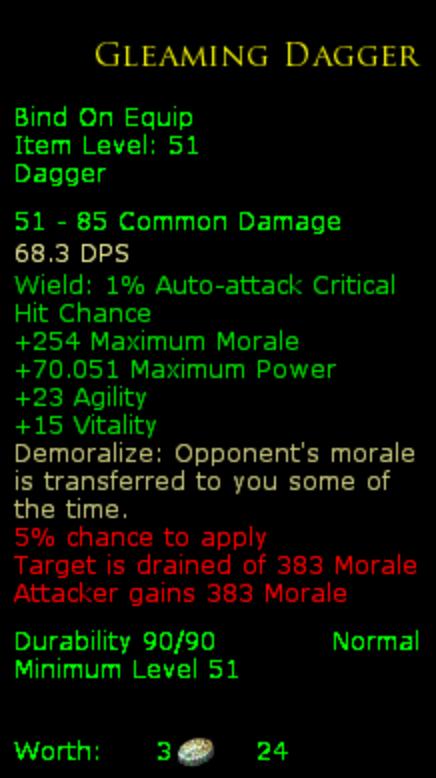 Gleaming Dagger
Bind On Equip
Item Level: 51
Dagger
51 - 85 Common Damage
68.3 DPS
Wield: 1% Auto-attack Critical
Hit Chance
+254 Maximum Morale
+70.051 Maximum Power
+23 Agility
+15 Vitality
Demoralize: Opponent's morale
is transferred to you some of
the time.
5% chance to apply
Target is drained of 383 Morale
Attacker gains 383 Morale
Durability 90/90 Normal
Minimum Level 51
Worth: 3 24